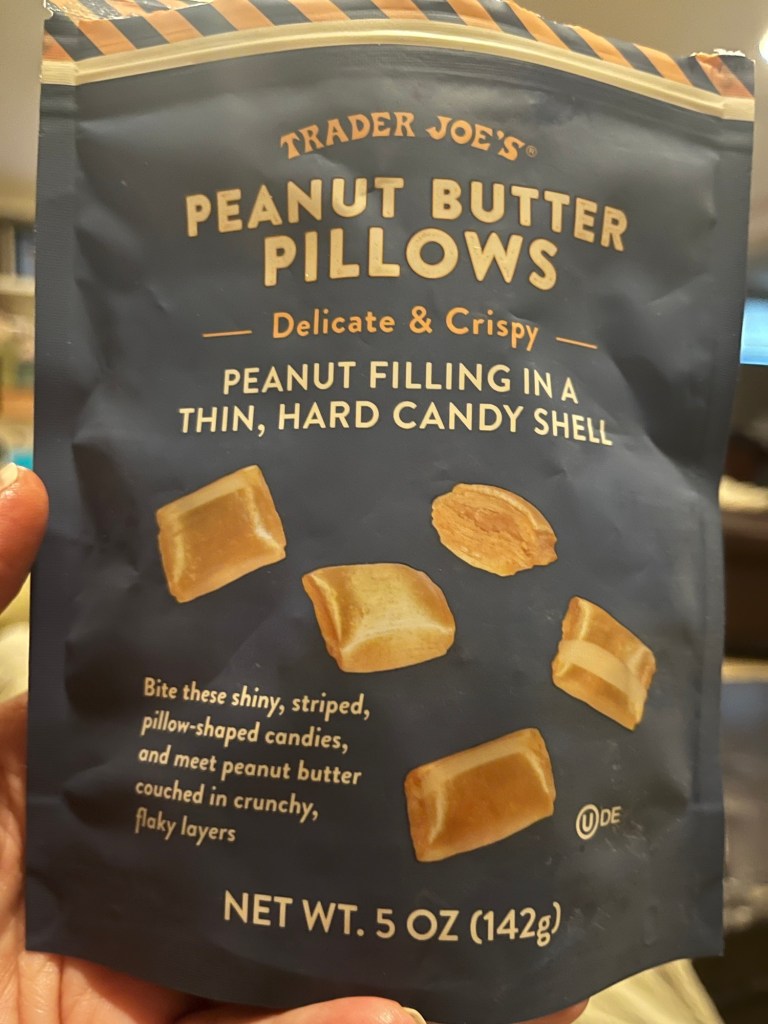 TRADER JOE'S®
PEANUT BUTTER
PILLOWS
Delicate & Crispy
PEANUT FILLING IN A
THIN, HARD CANDY SHELL
Bite these shiny, striped,
pillow-shaped candies,
and meet peanut butter
couched in crunchy,
flaky layers
U DE
NET WT. 5 OZ (142g)